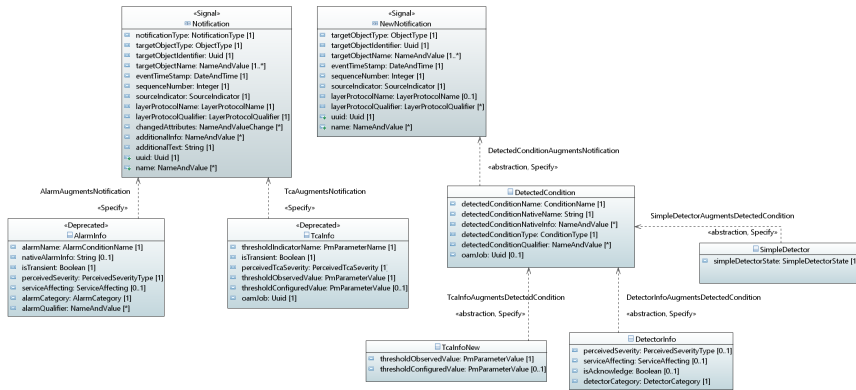 «Signal»
Notification
notificationType: NotificationType [1]
targetObjectType: ObjectType [1]
targetObjectIdentifier: Uuid [1]
targetObjectName: NameAndValue [1..*]
eventTimeStamp: DateAndTime [1]
sequenceNumber: Integer [1]
sourceIndicator: SourceIndicator [1]
layerProtocolName: LayerProtocolName [1]
layerProtocolQualifier: LayerProtocolQualifier [1]
changedAttributes: NameAndValueChange [*]
additionalInfo: NameAndValue [*]
additionalText: String [1]
uuid: Uuid [1]
name: NameAndValue [*]
«Signal»
NewNotification
targetObjectType: ObjectType [1]
targetObjectIdentifier: Uuid [1]
targetObjectName: NameAndValue [1..*]
eventTimeStamp: DateAndTime [1]
sequenceNumber: Integer [1]
sourceIndicator: SourceIndicator [1]
layerProtocolName: LayerProtocolName [0..1]
layerProtocolQualifier: LayerProtocolQualifier [*]
uuid: Uuid [1]
name: NameAndValue [*]
DetectedConditionAugmentsNotification
«abstraction, Specify»
AlarmAugmentsNotification
«Specify»
TcaAugmentsNotification
«Specify»
«Deprecated»
AlarmInfo
alarmName: AlarmConditionName [1]
nativeAlarmInfo: String [0..1]
isTransient: Boolean [1]
perceivedSeverity: PerceivedSeverityType [1]
serviceAffecting: ServiceAffecting [0..1]
alarmCategory: AlarmCategory [1]
alarmQualifier: NameAndValue [*]
«Deprecated»
TcaInfo
thresholdIndicatorName: PmParameterName [1]
isTransient: Boolean [1]
perceivedTcaSeverity: PerceivedTcaSeverity [1]
thresholdObservedValue: PmParameterValue [1]
thresholdConfiguredValue: PmParameterValue [0..1]
oamJob: Uuid [1]
DetectedCondition
detectedConditionName: ConditionName [1]
detectedConditionNativeName: String [1]
detectedConditionNativeInfo: NameAndValue [*]
detectedConditionType: ConditionType [1]
detectedConditionQualifier: NameAndValue [*]
oamJob: Uuid [0..1]
SimpleDetectorAugmentsDetectedCondition
«abstraction, Specify»
SimpleDetector
simpleDetectorState: SimpleDetectorState [1]
TcaInfoAugmentsDetectedCondition
«abstraction, Specify»
DetectorInfoAugmentsDetectedCondition
«abstraction, Specify»
TcaInfoNew
thresholdObservedValue: PmParameterValue [1]
thresholdConfiguredValue: PmParameterValue [0..1]
DetectorInfo
perceivedSeverity: PerceivedSeverityType [0..1]
serviceAffecting: ServiceAffecting [0..1]
isAcknowledge: Boolean [0..1]
detectorCategory: DetectorCategory [1]